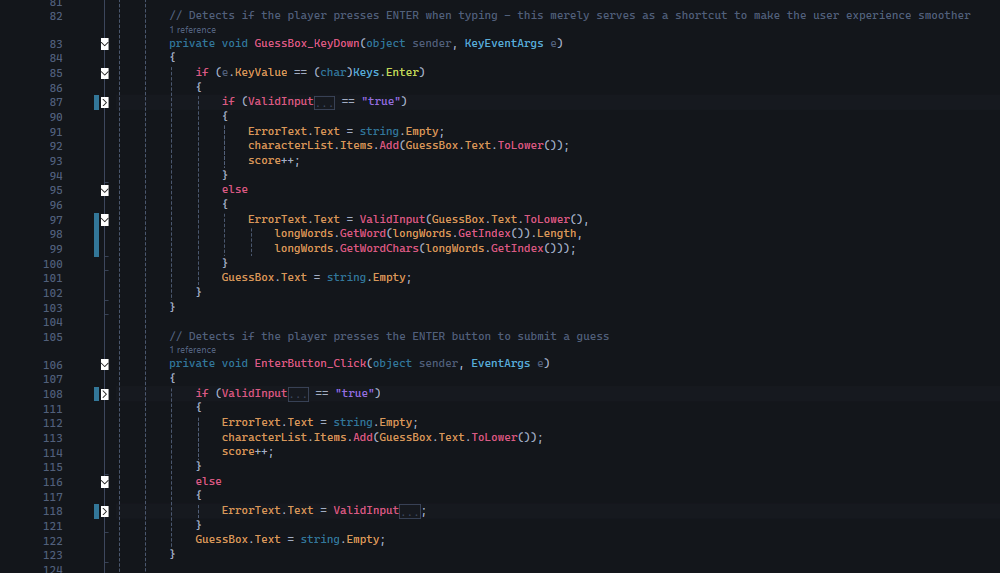 81
82 // Detects if the player presses ENTER when typing – this merely serves as a shortcut to make the user experience smoother
1 reference
83 private void GuessBox_KeyDown(object sender, KeyEventArgs e)
84 {
85 if (e.KeyValue == (char)Keys.Enter)
86 {
87 if (ValidInput... == "true")
90 {
91 ErrorText.Text = string.Empty;
92 characterList.Items.Add(GuessBox.Text.ToLower());
93 score++;
94 }
95 else
96 {
97 ErrorText.Text = ValidInput(GuessBox.Text.ToLower(),
98 longWords.GetWord(longWords.GetIndex()).Length,
99 longWords.GetWordChars(longWords.GetIndex()));
100 }
101 GuessBox.Text = string.Empty;
102 }
103 }
104
105 // Detects if the player presses the ENTER button to submit a guess
1 reference
106 private void EnterButton_Click(object sender, EventArgs e)
107 {
108 if (ValidInput... == "true")
111 {
112 ErrorText.Text = string.Empty;
113 characterList.Items.Add(GuessBox.Text.ToLower());
114 score++;
115 }
116 else
117 {
118 ErrorText.Text = ValidInput...;
121 }
122 GuessBox.Text = string.Empty;
123 }
124